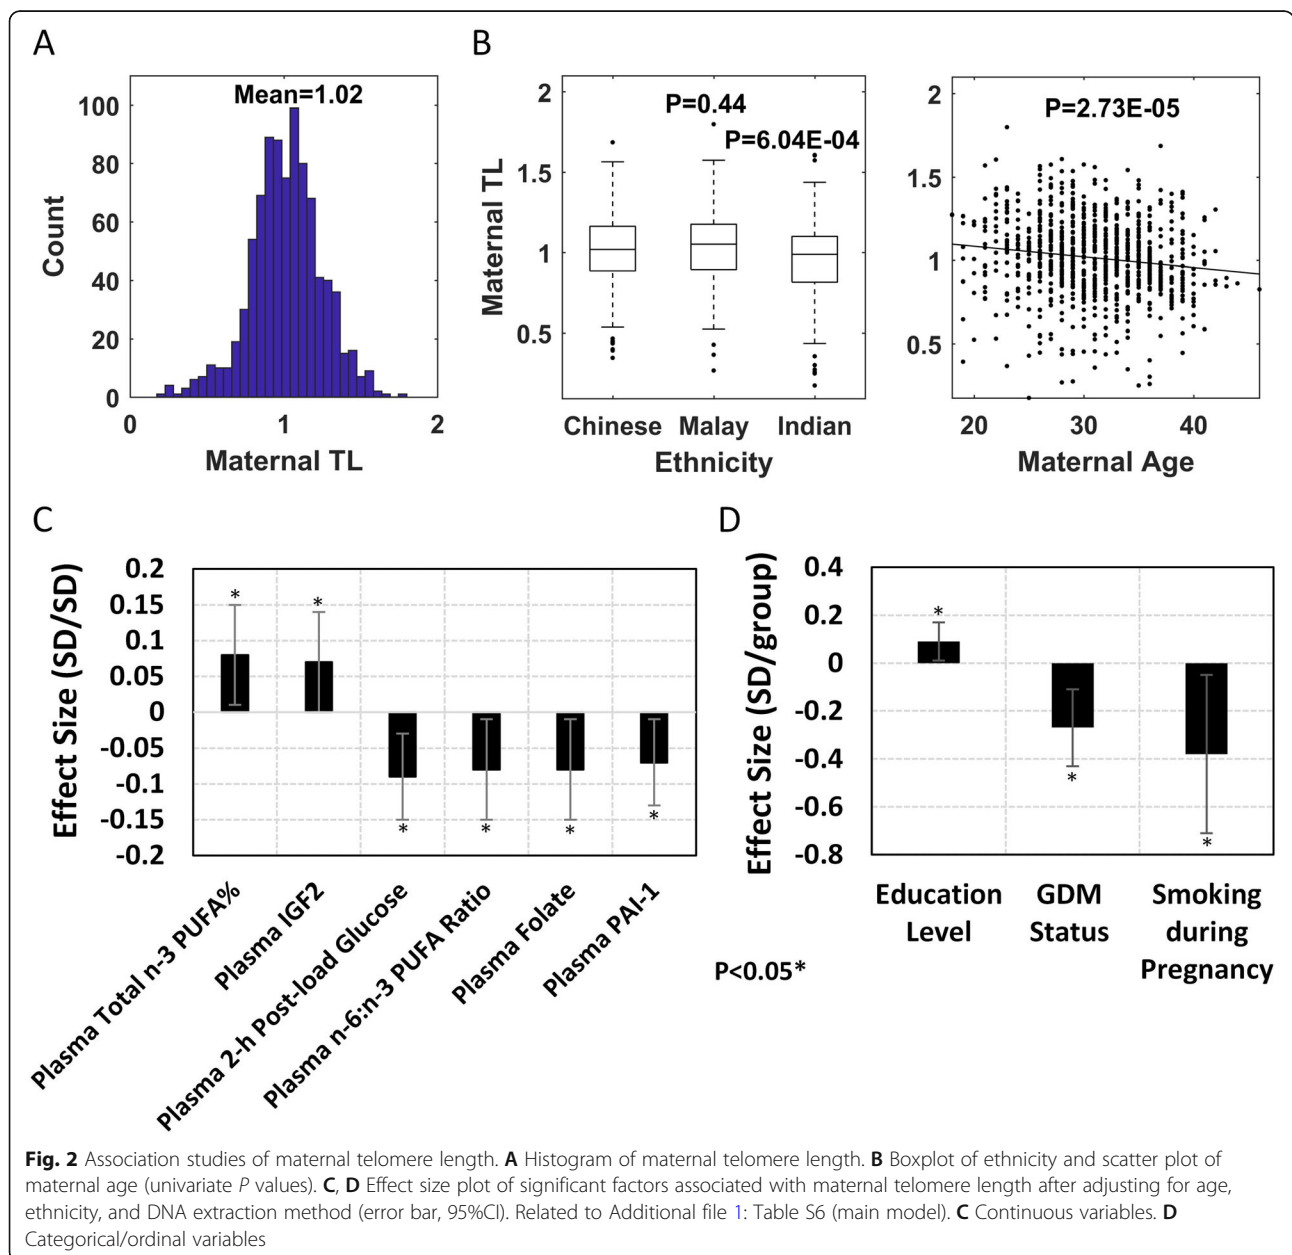 A
Mean=1.02
100
80
60
40
20
0
Count
0 1 2
Maternal TL
B
2
1.5
1
0.5
Maternal TL
P=0.44
P=6.04E-04
Chinese Malay Indian
Ethnicity
P=2.73E-05
2
1.5
1
0.5
20 30 40
Maternal Age
C
Effect Size (SD/SD)
0.2
0.15
0.1
0.05
0
-0.05
-0.1
-0.15
-0.2
* * * * * *
Plasma Total n-3 PUFA%
Plasma IGF2
Plasma 2-h Post-load Glucose
Plasma n-6:n-3 PUFA Ratio
Plasma Folate
Plasma PAI-1
D
Effect Size (SD/group)
0.4
0.2
0
-0.2
-0.4
-0.6
-0.8
* * *
Education
Level
GDM
Status
Smoking
during
Pregnancy
P<0.05*
Fig. 2 Association studies of maternal telomere length. A Histogram of maternal telomere length. B Boxplot of ethnicity and scatter plot of
maternal age (univariate P values). C, D Effect size plot of significant factors associated with maternal telomere length after adjusting for age,
ethnicity, and DNA extraction method (error bar, 95%CI). Related to Additional file 1: Table S6 (main model). C Continuous variables. D
Categorical/ordinal variables